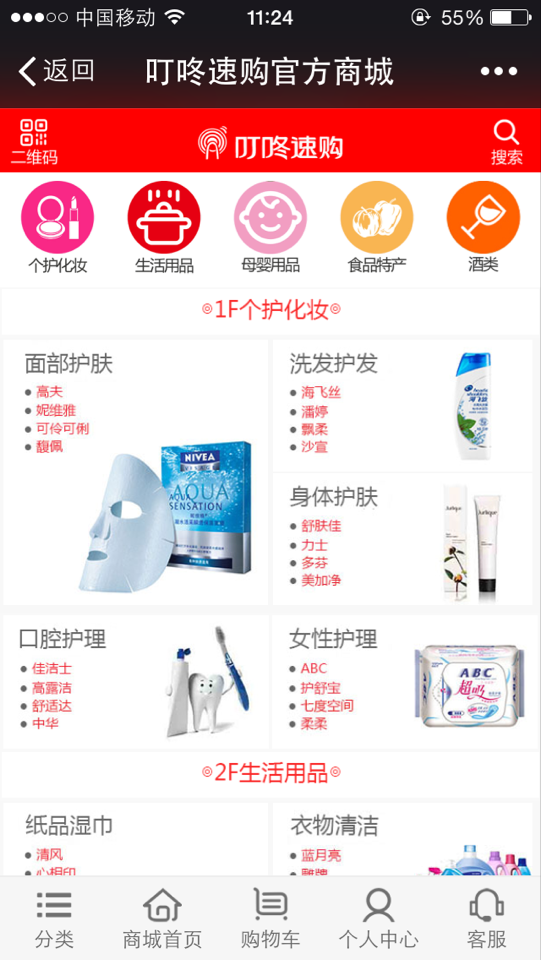 中国移动 11:24 55%
返回 叮咚速购官方商城
二维码 叮咚速购 搜索
个护化妆 生活用品 母婴用品 食品特产 酒类
1F个护化妆
面部护肤
高夫
妮维雅
可伶可俐
馥佩
NIVEA
AQUA
SENSATION
洗发护发
海飞丝
潘婷
飘柔
沙宣
head&
shoulders
海飞丝
身体护肤
舒肤佳
力士
多芬
美加净
Jurlique
Jurlique
口腔护理
佳洁士
高露洁
舒适达
中华
女性护理
ABC
护舒宝
七度空间
柔柔
ABC
超吸
2F生活用品
纸品湿巾
清风
心相印
衣物清洁
蓝月亮
雕牌
分类 商城首页 购物车 个人中心 客服